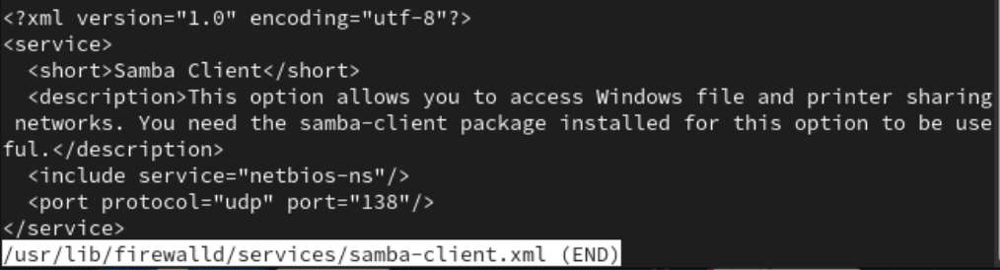 <?xml version="1.0" encoding="utf-8"?>
<service>
  <short>Samba Client</short>
  <description>This option allows you to access Windows file and printer sharing
 networks. You need the samba-client package installed for this option to be use
ful.</description>
  <include service="netbios-ns"/>
  <port protocol="udp" port="138"/>
</service>
/usr/lib/firewalld/services/samba-client.xml (END)